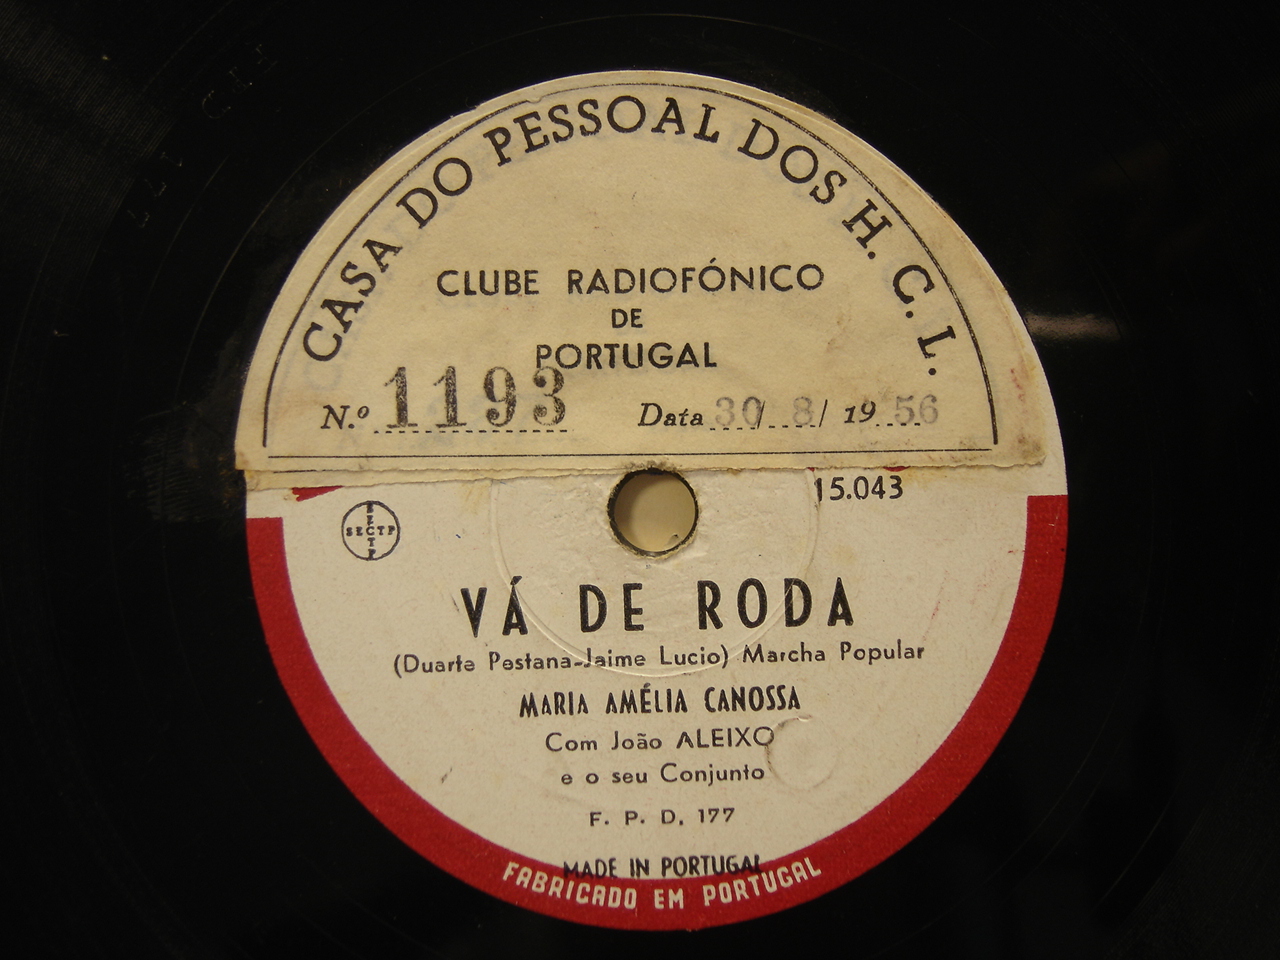 CASA DO PESSOAL DOS H. C. L.
CLUBE RADIOFÓNICO
DE
PORTUGAL
N.º 1193 Data 30/ 8/ 19 56
15.043
SECTP
VÁ DE RODA
(Duarte Pestana-Jaime Lucio) Marcha Popular
MARIA AMÉLIA CANOSSA
Com João ALEIXO
e o seu Conjunto
F. P. D. 177
MADE IN PORTUGAL
FABRICADO EM PORTUGAL